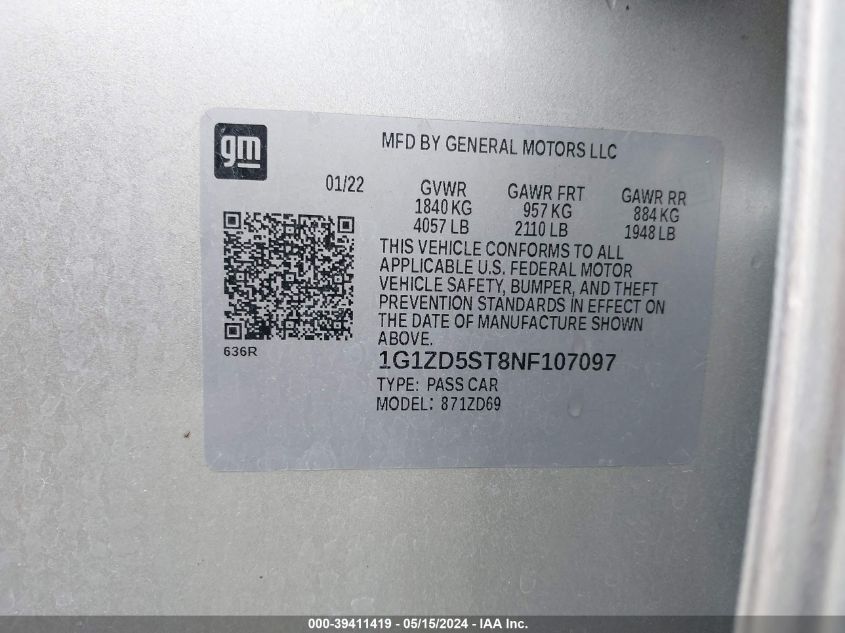 gm
MFD BY GENERAL MOTORS LLC
01/22 GVWR GAWR FRT GAWR RR
1840 KG 957 KG 884 KG
4057 LB 2110 LB 1948 LB
THIS VEHICLE CONFORMS TO ALL
APPLICABLE U.S. FEDERAL MOTOR
VEHICLE SAFETY, BUMPER, AND THEFT
PREVENTION STANDARDS IN EFFECT ON
THE DATE OF MANUFACTURE SHOWN
ABOVE.
636R
1G1ZD5ST8NF107097
TYPE: PASS CAR
MODEL: 871ZD69
000-39411419 - 05/15/2024 - IAA Inc.